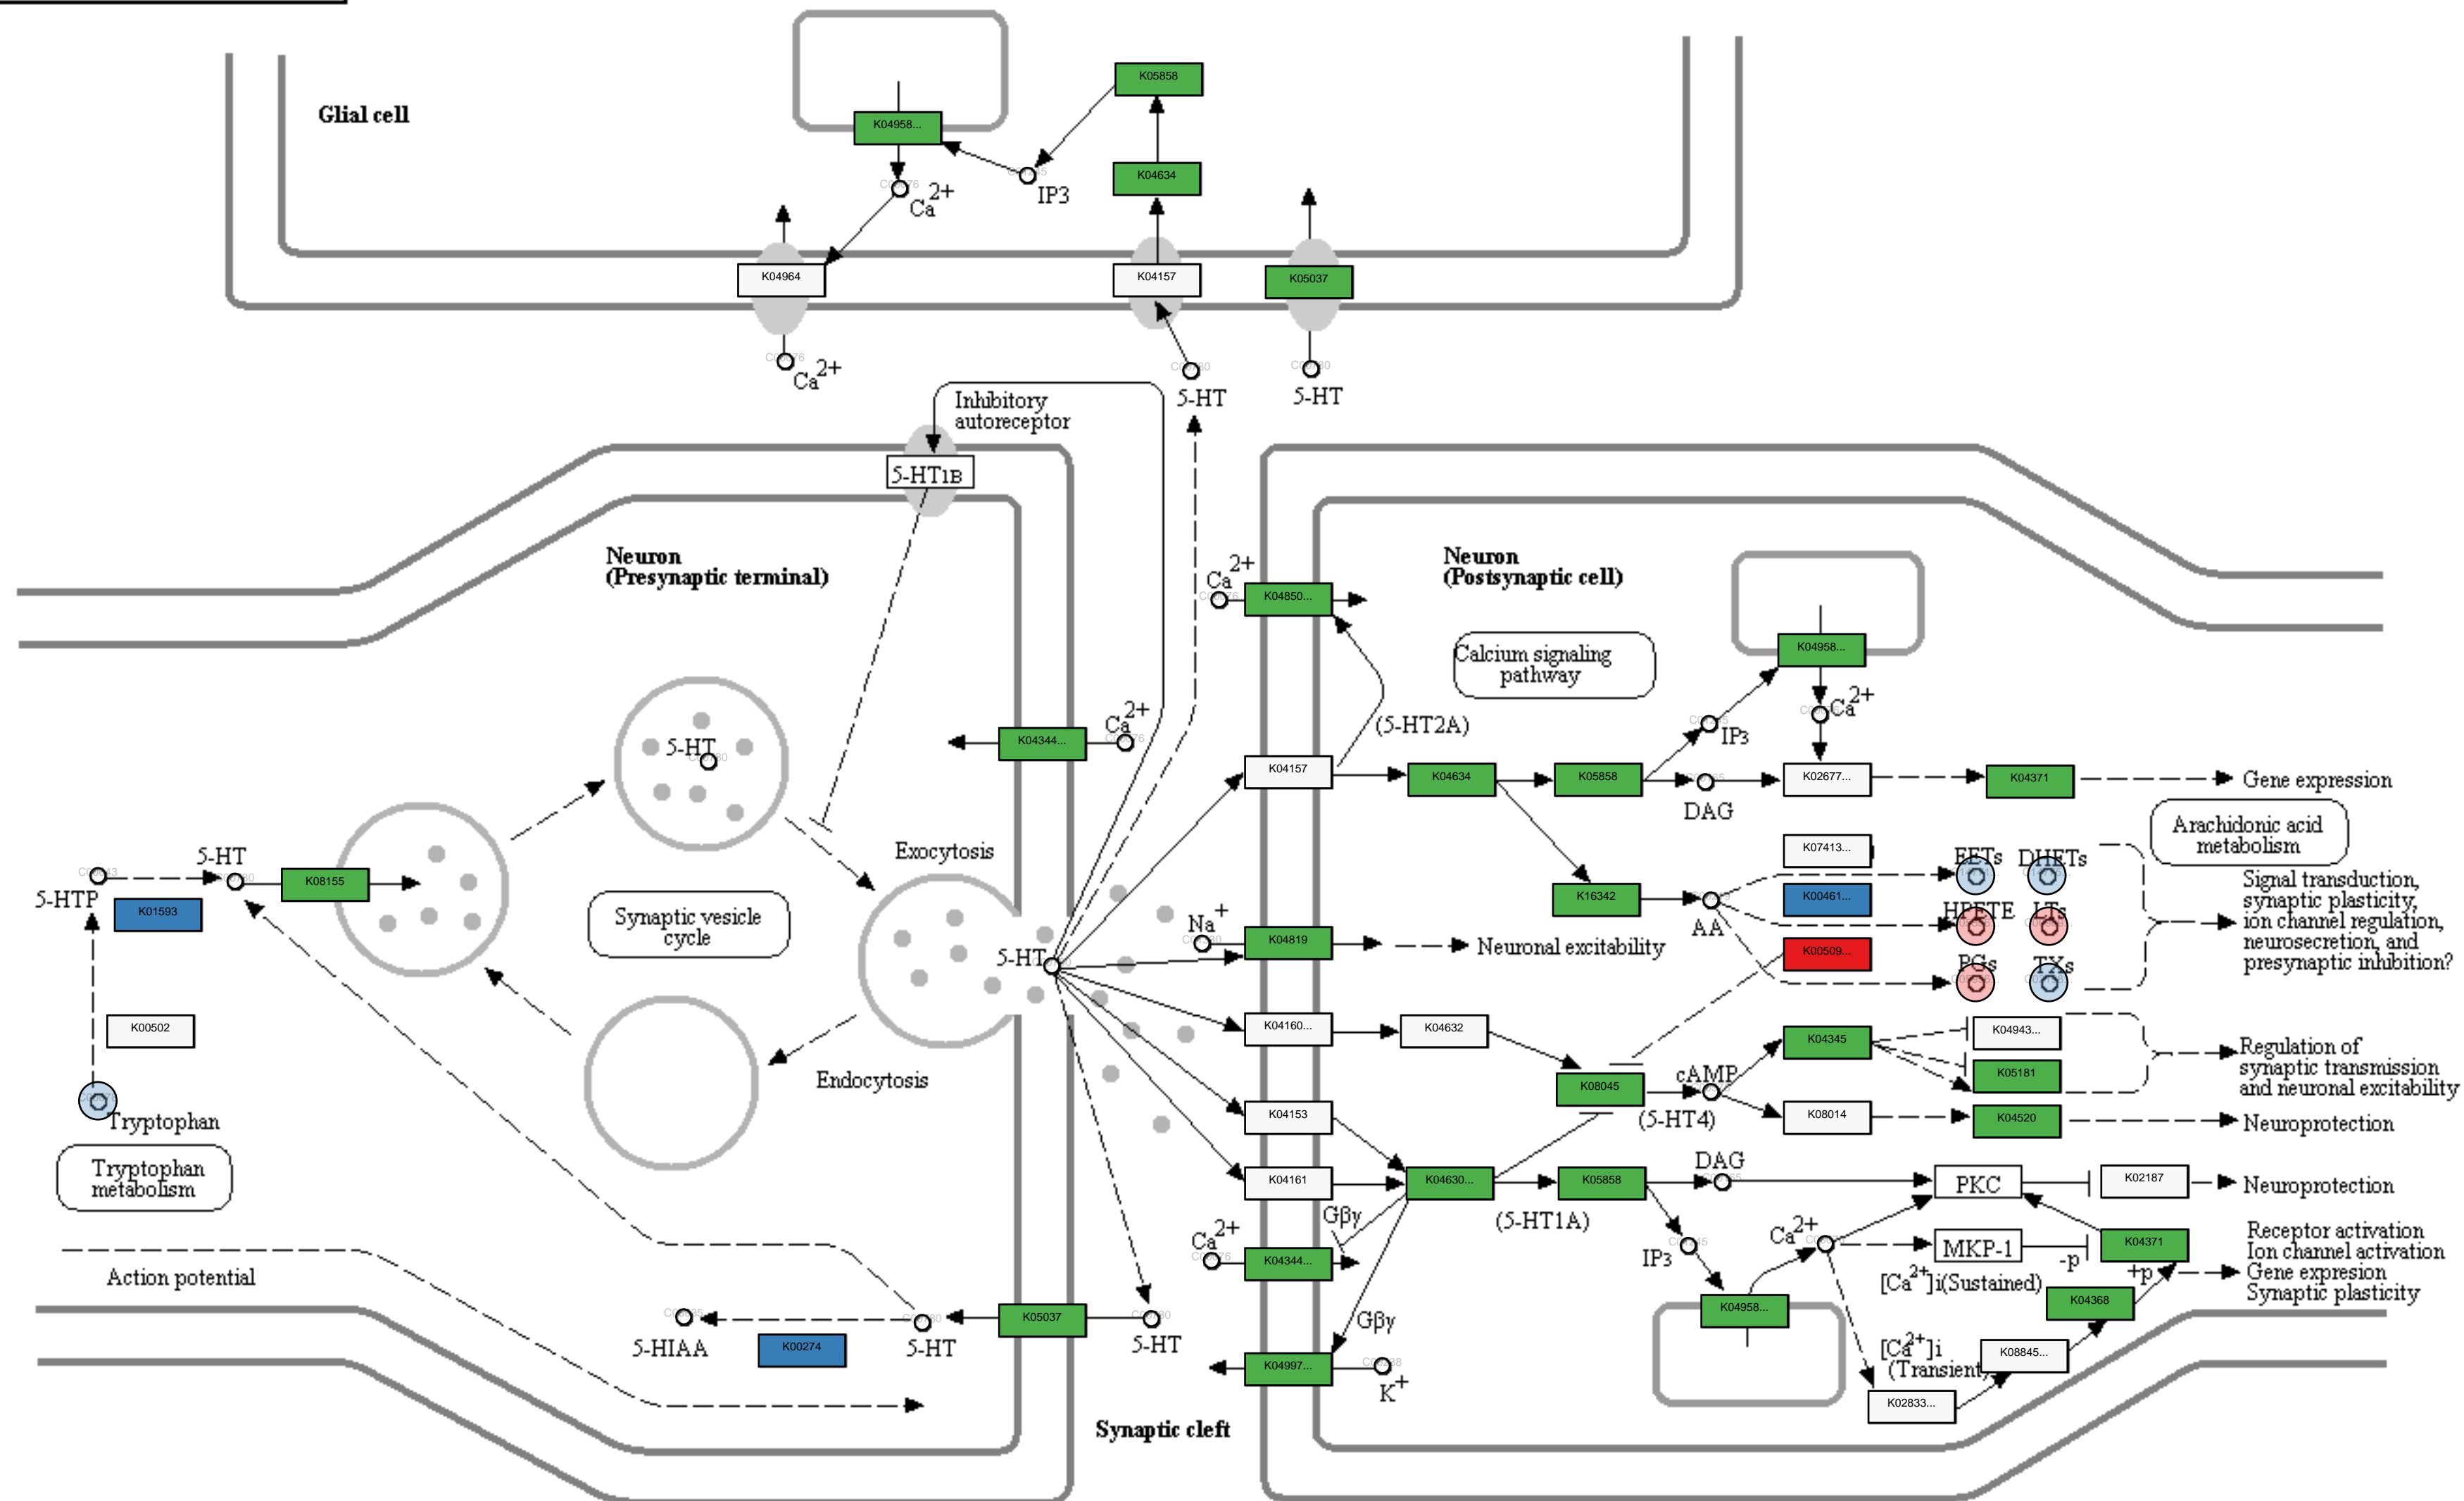 Glial cell
K05858
K04958...
K04634
IP3
Ca2+
K04964
K04157
K05037
Ca2+
5-HT
5-HT
Inhibitory
autoreceptor
5-HT1B
Neuron
(Presynaptic terminal)
Neuron
(Postsynaptic cell)
Ca2+
K04850...
Calcium signaling
pathway
K04958...
Ca2+
IP3
(5-HT2A)
5-HT
K04344...
Ca2+
K04157
K04634
K05858
DAG
K02677...
K04371
Gene expression
Arachidonic acid
metabolism
K07413...
EETs
DHETs
K16342
AA
K00461...
HPETE
LTs
K00509...
PGs
TXs
Signal transduction,
synaptic plasticity,
ion channel regulation,
neurosecretion, and
presynaptic inhibition?
Exocytosis
5-HT
5-HTP
K08155
K01593
Synaptic vesicle
cycle
Na+
K04819
Neuronal excitability
5-HT
K00502
Endocytosis
Tryptophan
Tryptophan
metabolism
K04160...
K04632
K04345
K04943...
K05181
Regulation of
synaptic transmission
and neuronal excitability
K08045
cAMP
(5-HT4)
K04153
K08014
K04520
Neuroprotection
K04161
K04630...
K05858
DAG
(5-HT1A)
PKC
K02187
Neuroprotection
Gβγ
Ca2+
K04344...
IP3
Ca2+
MKP-1
-p
K04371
+p
[Ca2+]i(Sustained)
K04368
Receptor activation
Ion channel activation
Gene expresion
Synaptic plasticity
Action potential
5-HIAA
K00274
5-HT
K05037
5-HT
Gβγ
K04997...
K+
K04958...
[Ca2+]i
(Transient)
K08845...
K02833...
Synaptic cleft